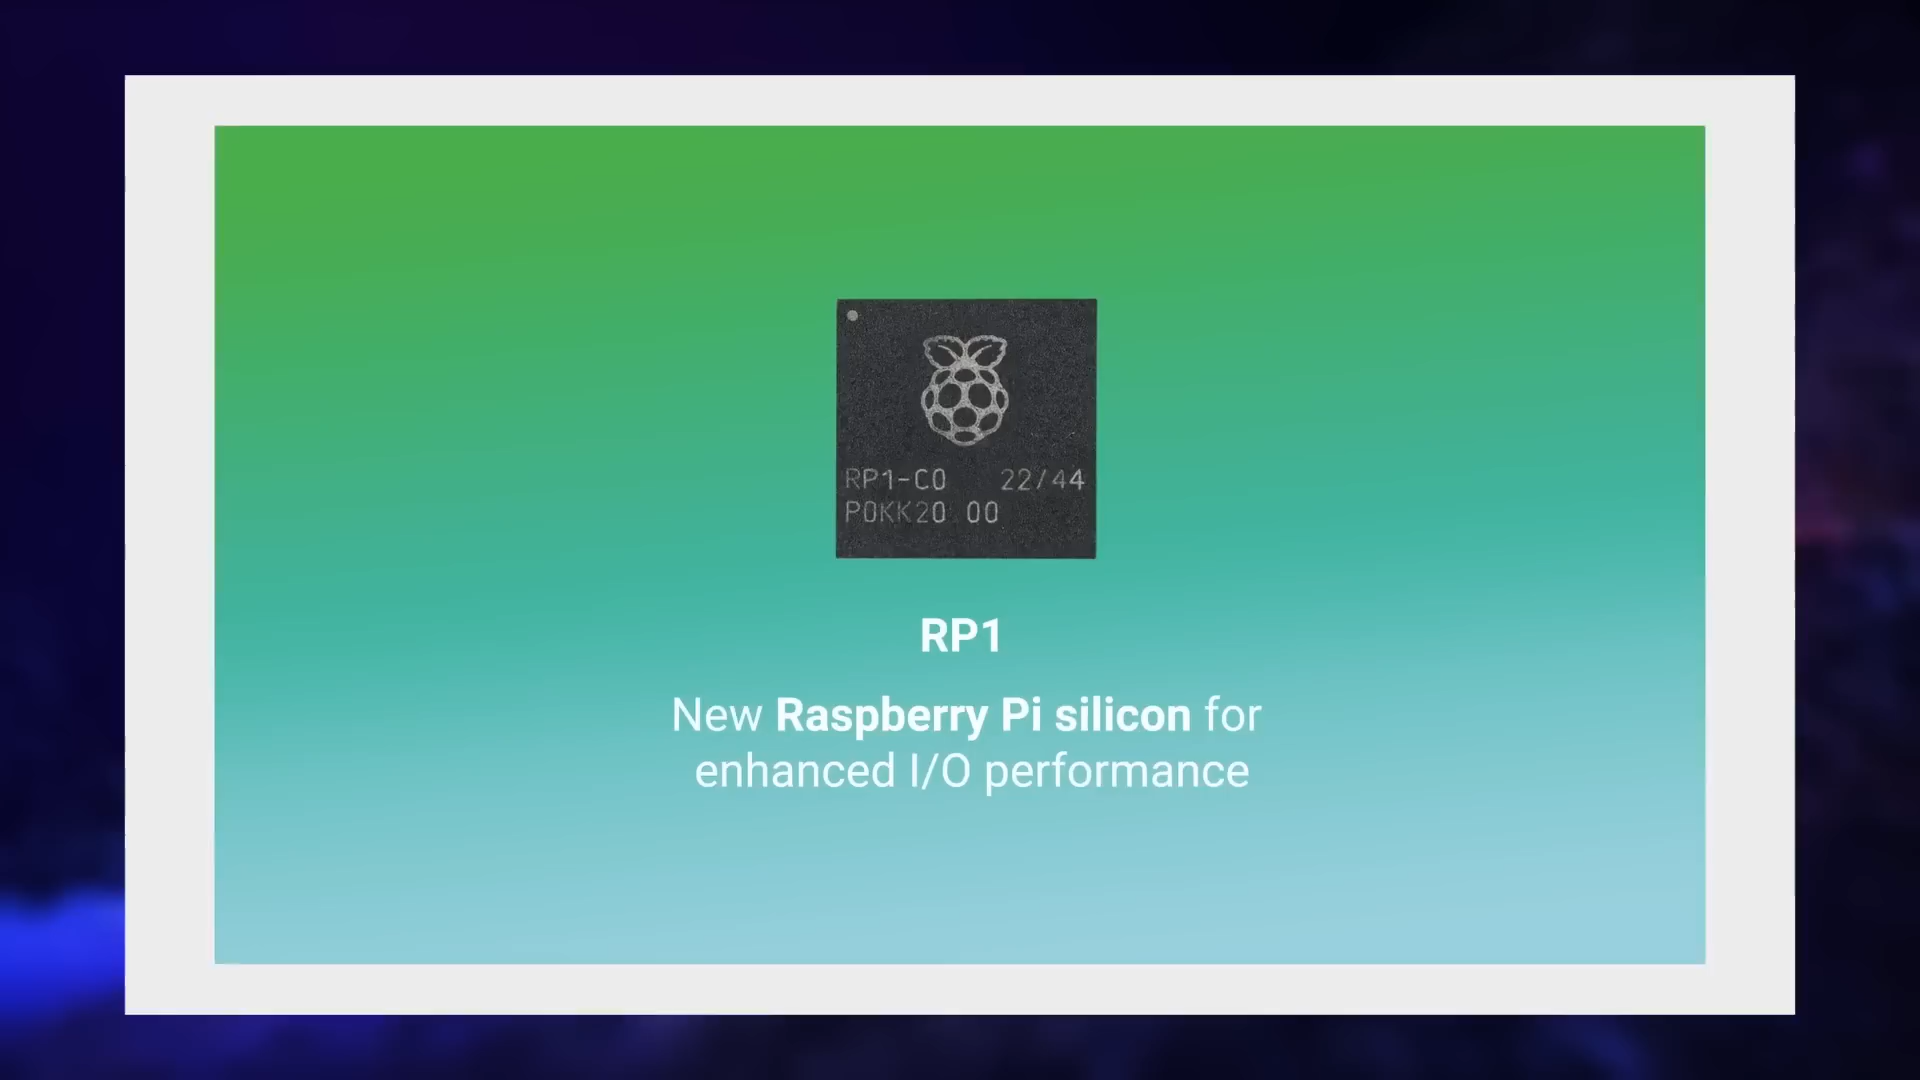 RP1-C0 22/44
P0KK20 00
RP1
New Raspberry Pi silicon for
enhanced I/O performance